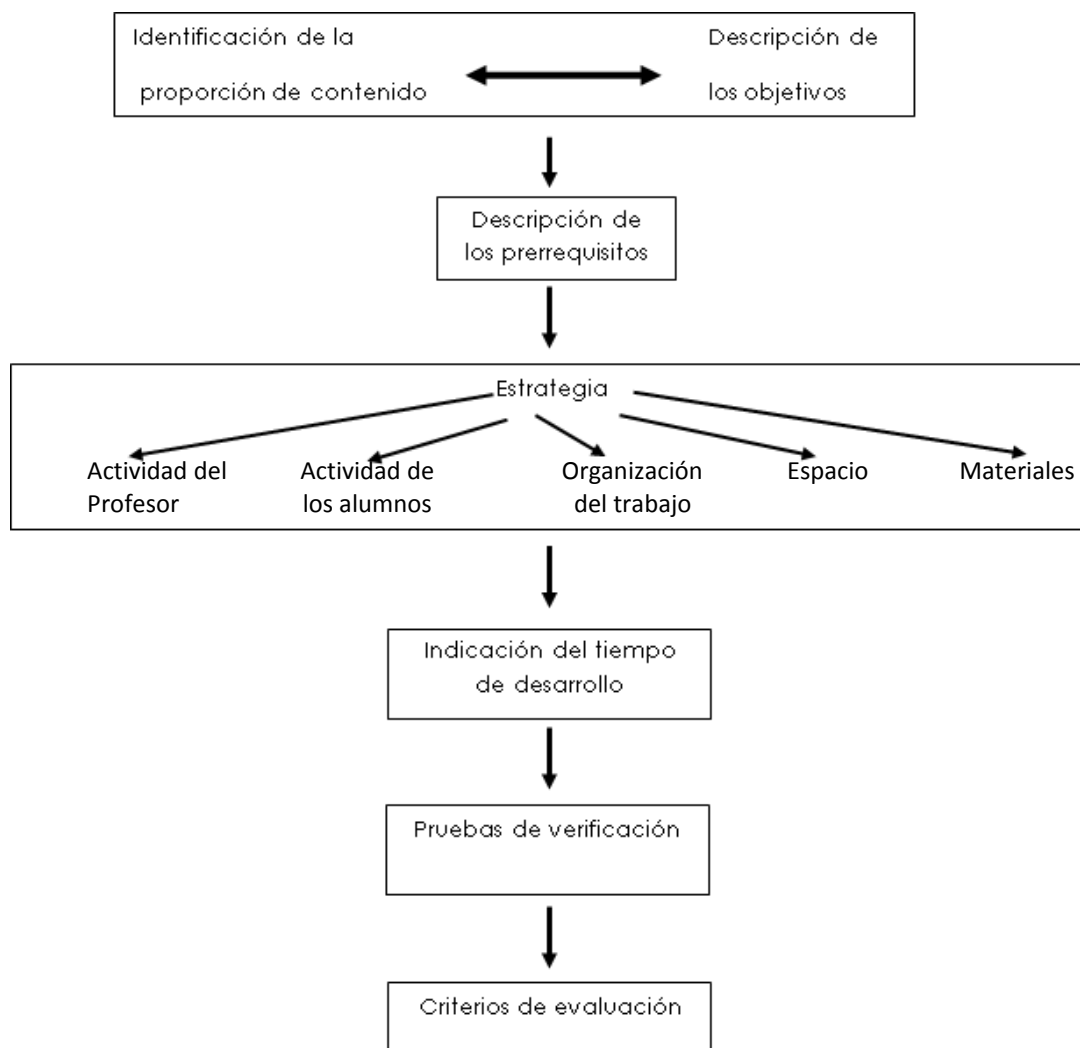 Identificación de la
proporción de contenido
Descripción de
los objetivos
Descripción de
los prerrequisitos
Estrategia
Actividad del
Profesor
Actividad de
los alumnos
Organización
del trabajo
Espacio
Materiales
Indicación del tiempo
de desarrollo
Pruebas de verificación
Criterios de evaluación